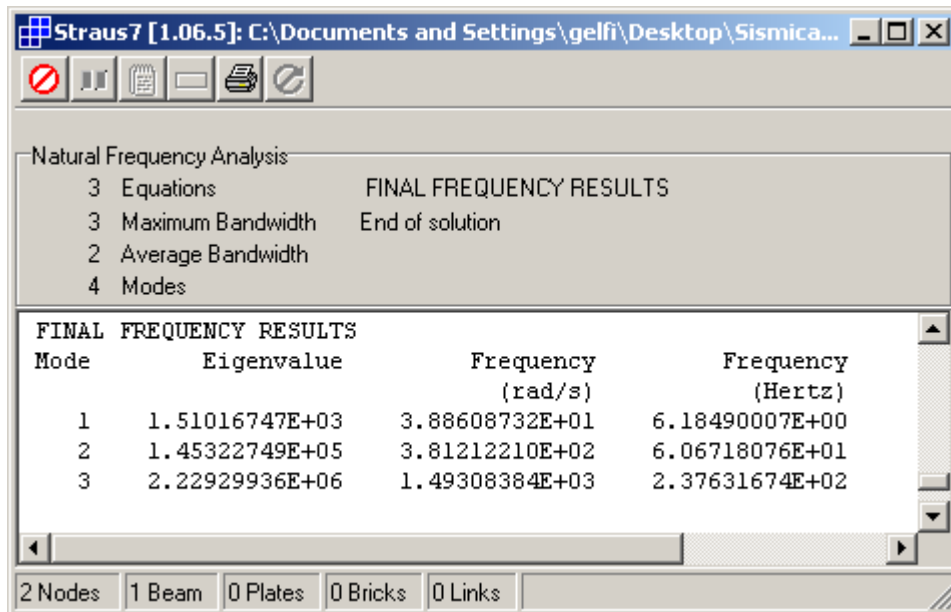 Straus7 [1.06.5]: C:\Documents and Settings\gelfi\Desktop\Sismica...
Natural Frequency Analysis
3 Equations FINAL FREQUENCY RESULTS
3 Maximum Bandwidth End of solution
2 Average Bandwidth
4 Modes
FINAL FREQUENCY RESULTS
Mode Eigenvalue Frequency Frequency
(rad/s) (Hertz)
1 1.51016747E+03 3.88608732E+01 6.18490007E+00
2 1.45322749E+05 3.81212210E+02 6.06718076E+01
3 2.22929936E+06 1.49308384E+03 2.37631674E+02
2 Nodes 1 Beam 0 Plates 0 Bricks 0 Links